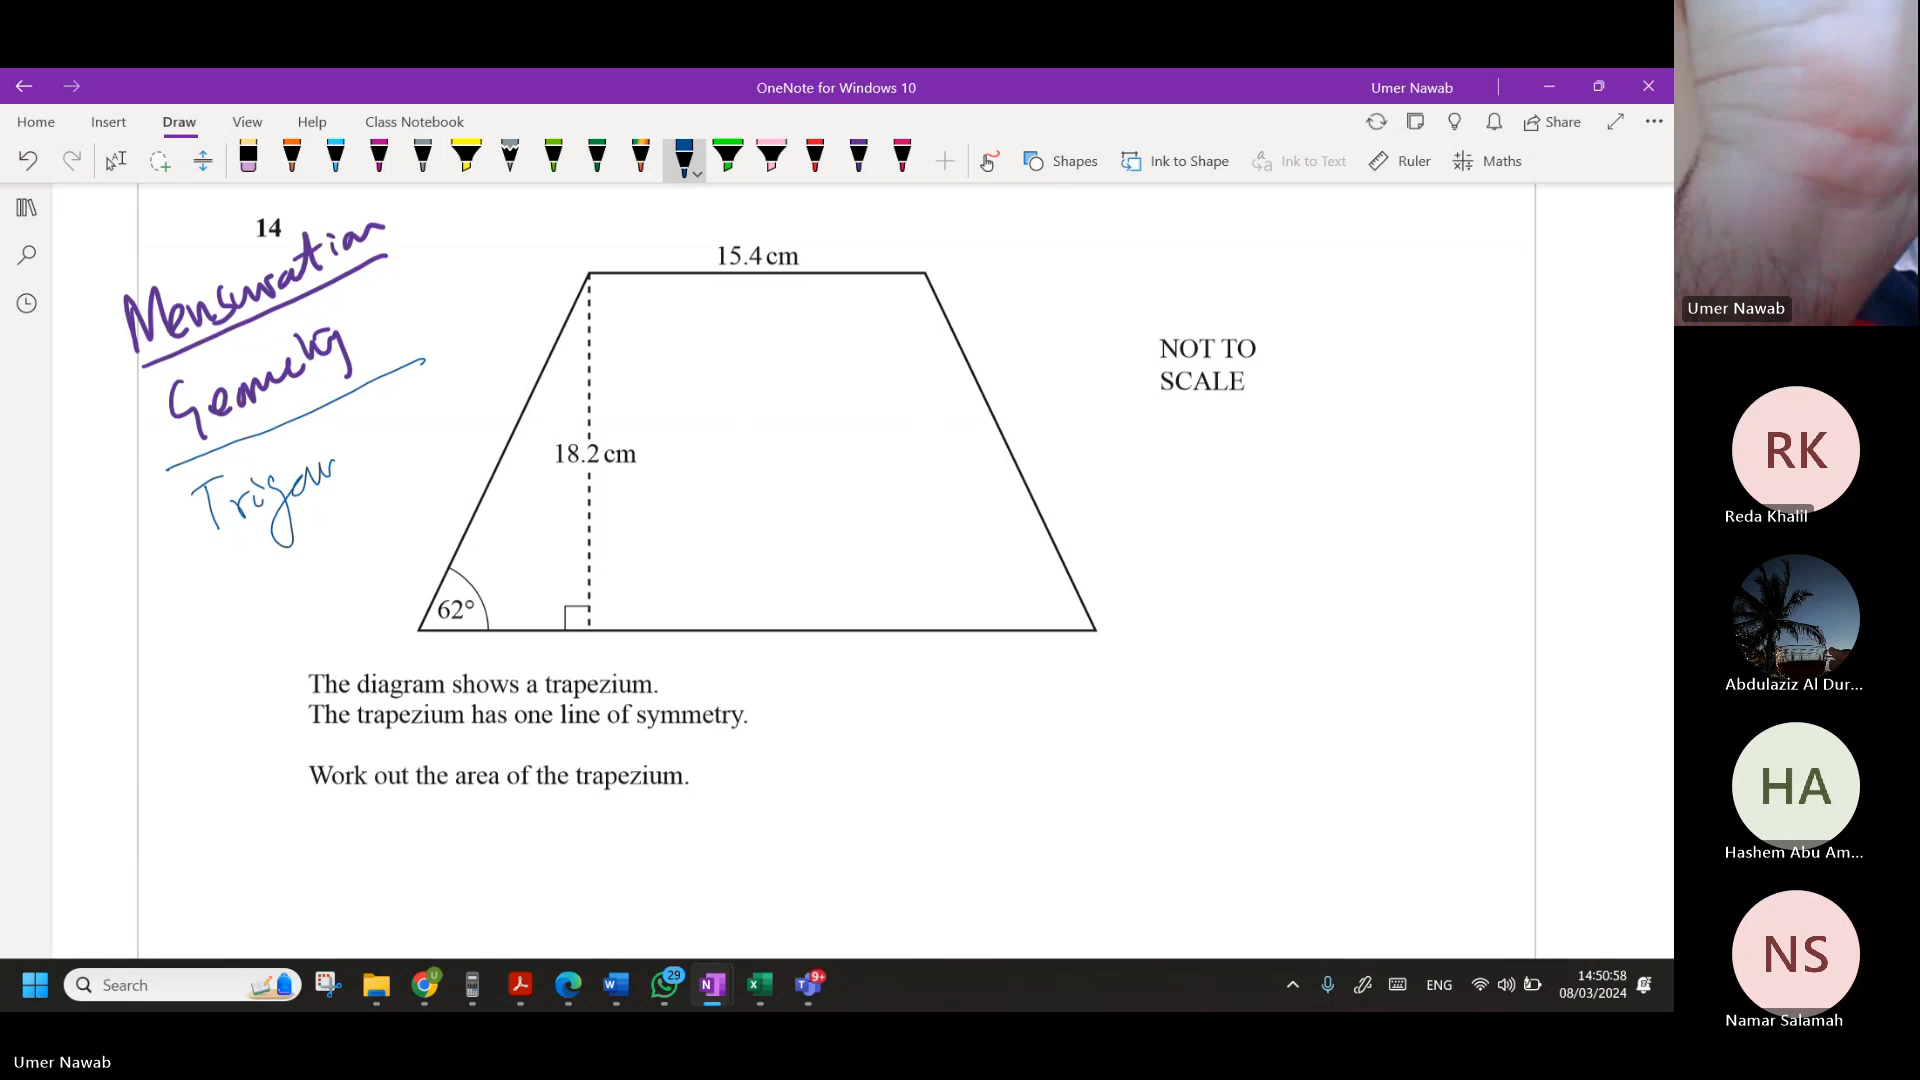 OneNote for Windows 10
Umer Nawab
Home Insert Draw View Help Class Notebook
Share
Shapes Ink to Shape Ink to Text Ruler Maths
14
Mensuration
Geometry
Trigon
15.4 cm
18.2 cm
62°
NOT TO
SCALE
The diagram shows a trapezium.
The trapezium has one line of symmetry.
Work out the area of the trapezium.
Umer Nawab
RK
Reda Khalil
Abdulaziz Al Dur...
HA
Hashem Abu Am...
NS
Namar Salamah
Search
U
W
29
N
X
T
9+
ENG
14:50:58
08/03/2024
Umer Nawab